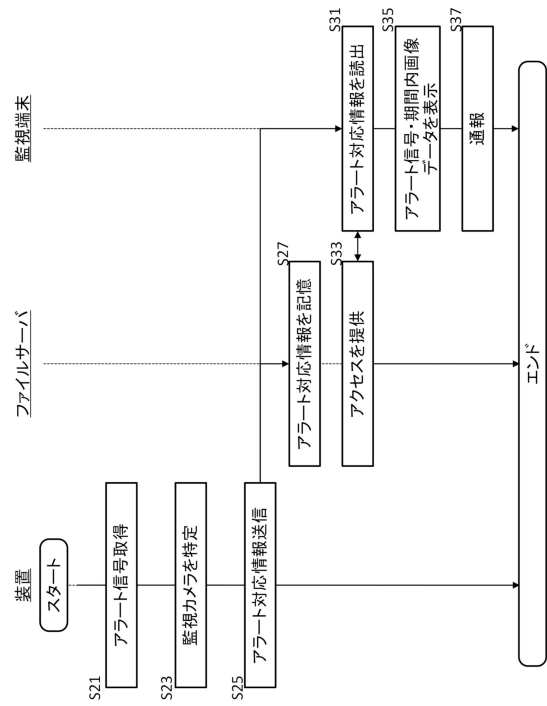 装置
ファイルサーバ
監視端末
スタート
S21
アラート信号取得
S23
監視カメラを特定
S25
アラート対応情報送信
S27
アラート対応情報を記憶
S31
アラート対応情報を読出
S33
アクセスを提供
S35
アラート信号・期間内画像
データを表示
S37
通報
エンド